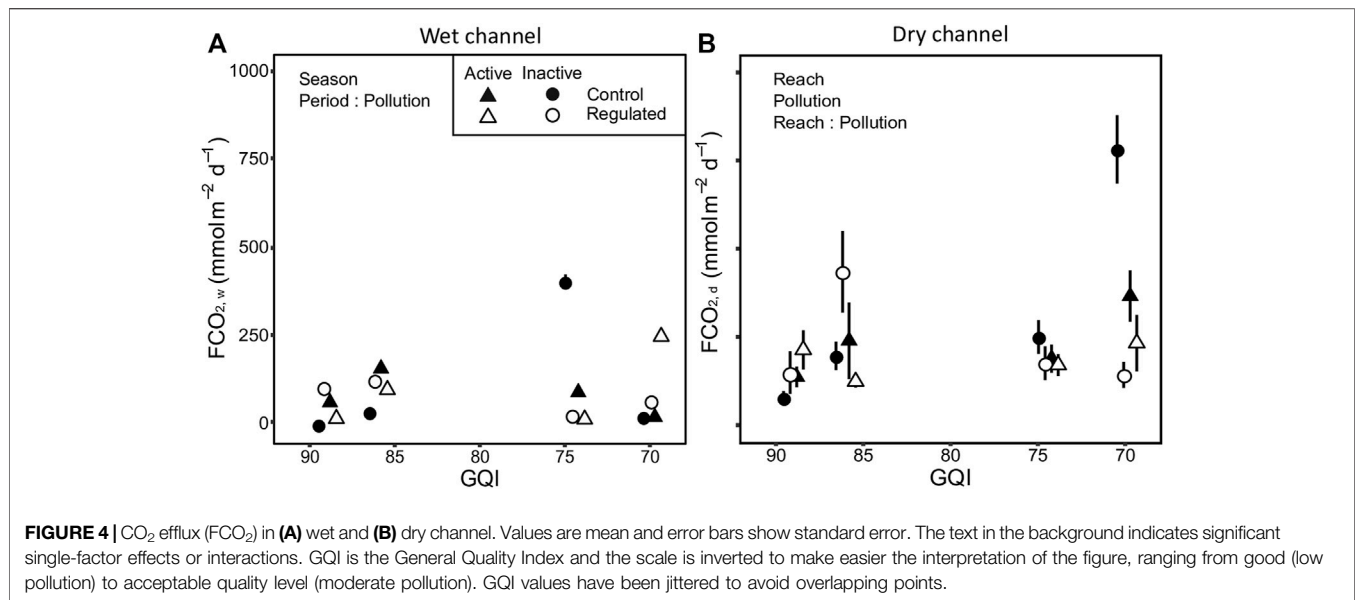 A
Wet channel
B
Dry channel
Season
Period : Pollution
Active Inactive
Control
Regulated
Reach
Pollution
Reach : Pollution
1000
750
500
250
0
FCO₂, w (mmolm⁻² d⁻¹)
FCO₂, d (mmolm⁻² d⁻¹)
90 85 80 75 70
GQI
90 85 80 75 70
GQI
FIGURE 4 | CO₂ efflux (FCO₂) in (A) wet and (B) dry channel. Values are mean and error bars show standard error. The text in the background indicates significant
single-factor effects or interactions. GQI is the General Quality Index and the scale is inverted to make easier the interpretation of the figure, ranging from good (low
pollution) to acceptable quality level (moderate pollution). GQI values have been jittered to avoid overlapping points.